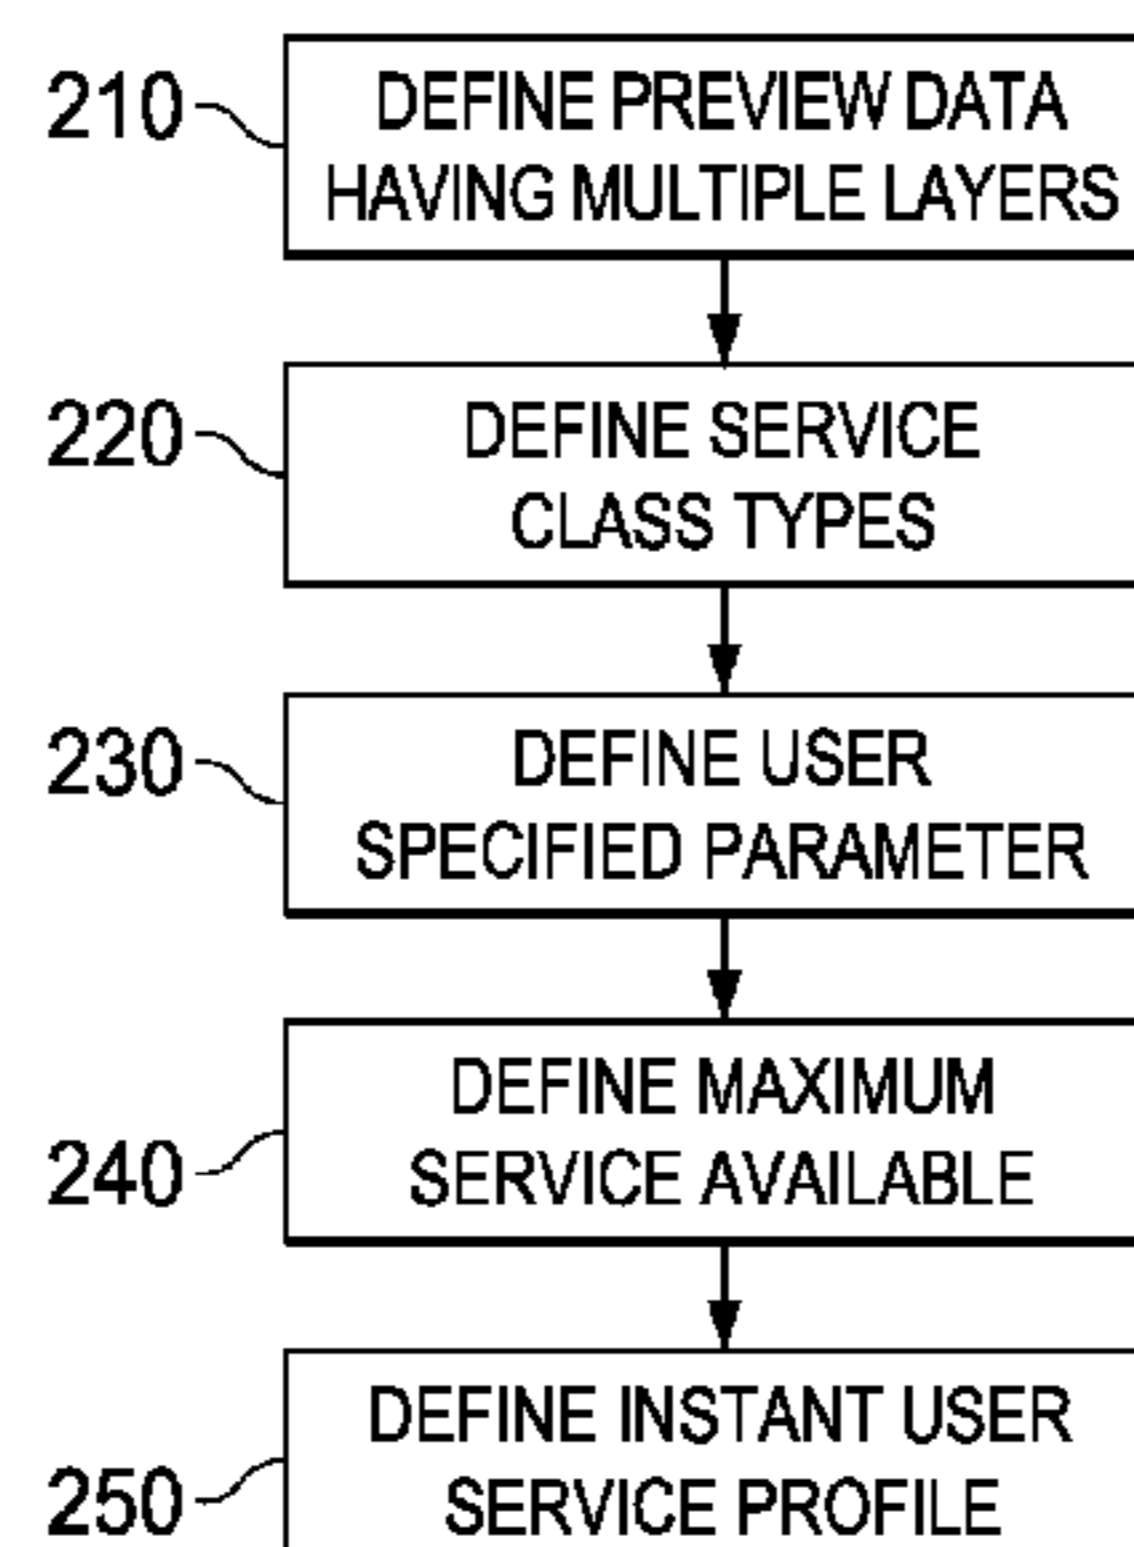 210
DEFINE PREVIEW DATA
HAVING MULTIPLE LAYERS
220
DEFINE SERVICE
CLASS TYPES
230
DEFINE USER
SPECIFIED PARAMETER
240
DEFINE MAXIMUM
SERVICE AVAILABLE
250
DEFINE INSTANT USER
SERVICE PROFILE